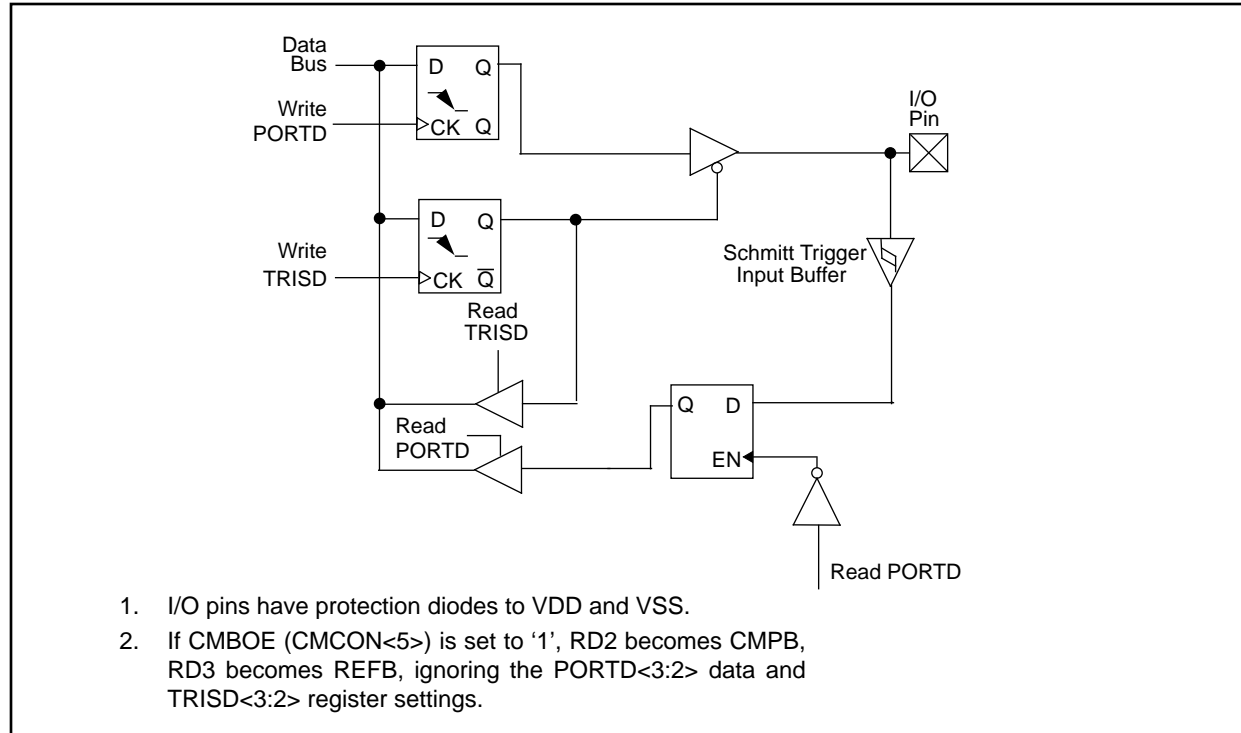 Data
Bus
D Q
Write
PORTD
CK Q
I/O
Pin
D Q
Write
TRISD
CK Q̅
Schmitt Trigger
Input Buffer
Read
TRISD
Q D
Read
PORTD
EN
Read PORTD
1. I/O pins have protection diodes to VDD and VSS.
2. If CMBOE (CMCON<5>) is set to ‘1’, RD2 becomes CMPB,
RD3 becomes REFB, ignoring the PORTD<3:2> data and
TRISD<3:2> register settings.